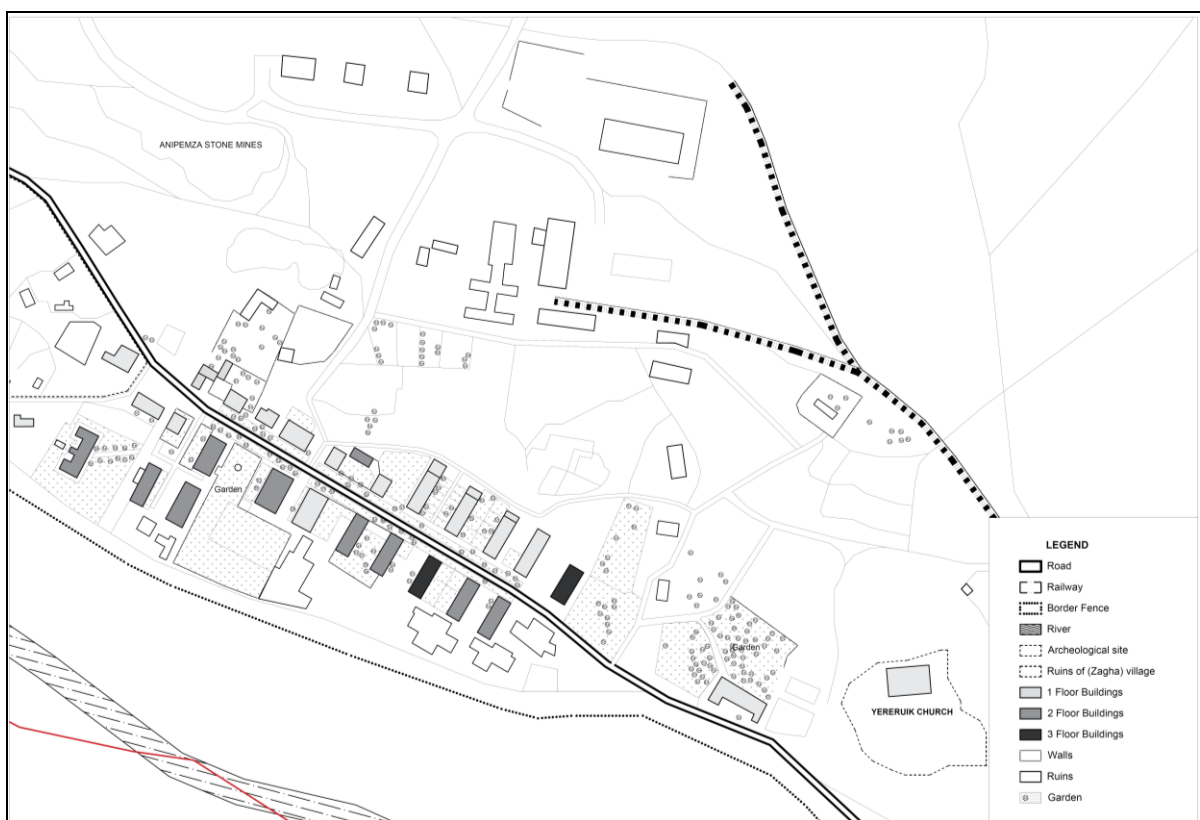 ANIPEMZA STONE MINES
Garden
Garden
YERERUIK CHURCH
LEGEND
Road
Railway
Border Fence
River
Archeological site
Ruins of (Zagha) village
1 Floor Buildings
2 Floor Buildings
3 Floor Buildings
Walls
Ruins
Garden